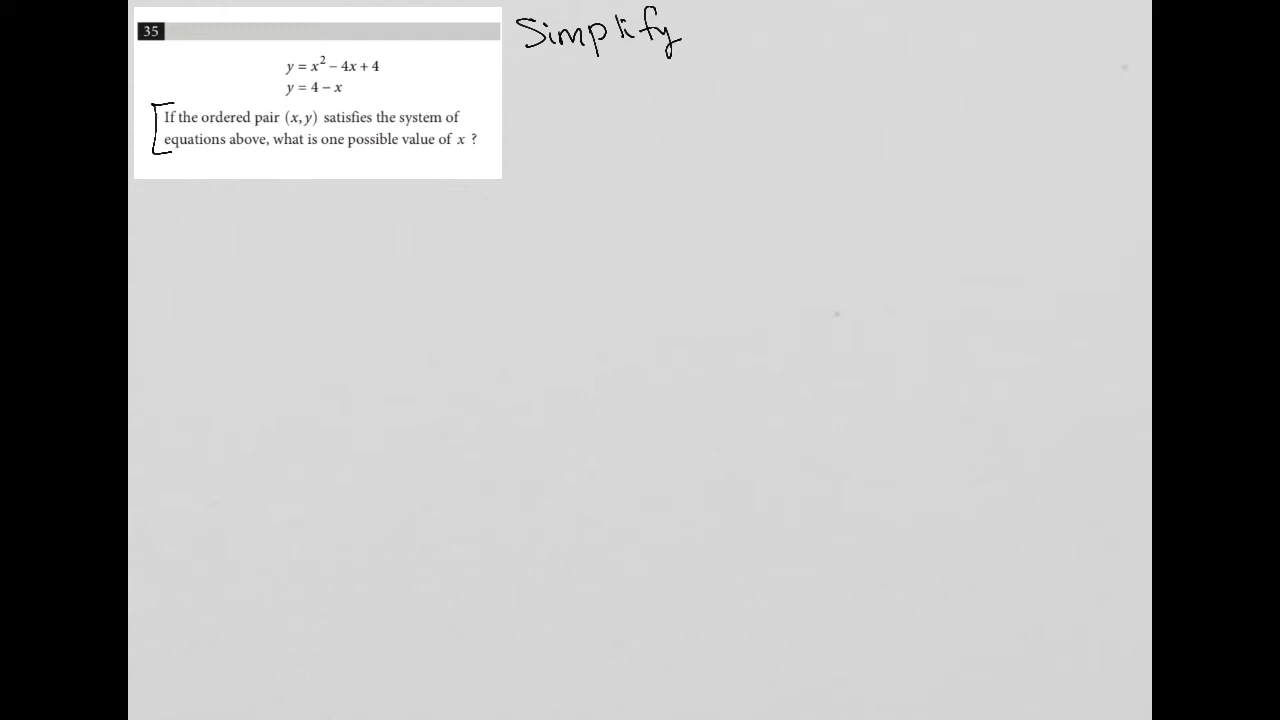 35
Simplify
y = x² − 4x + 4
y = 4 − x
If the ordered pair (x, y) satisfies the system of
equations above, what is one possible value of x ?